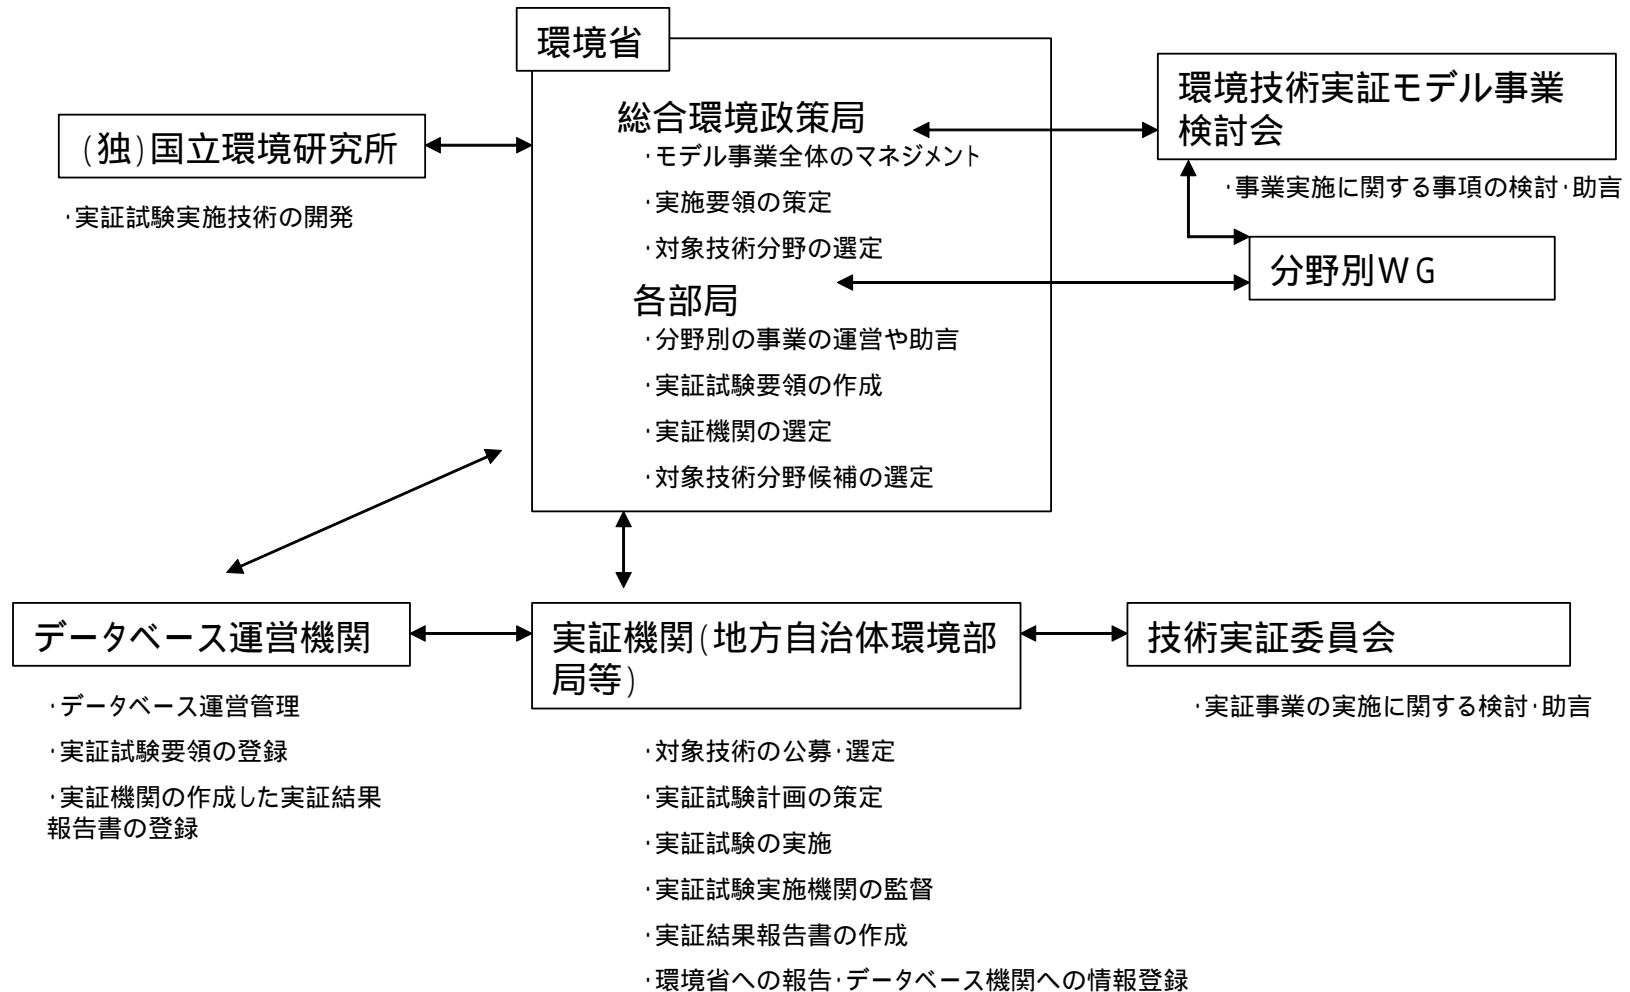 環境省
総合環境政策局
・モデル事業全体のマネジメント
・実施要領の策定
・対象技術分野の選定
各部局
・分野別の事業の運営や助言
・実証試験要領の作成
・実証機関の選定
・対象技術分野候補の選定
(独)国立環境研究所
・実証試験実施技術の開発
環境技術実証モデル事業
検討会
・事業実施に関する事項の検討・助言
分野別WG
データベース運営機関
・データベース運営管理
・実証試験要領の登録
・実証機関の作成した実証結果
報告書の登録
実証機関(地方自治体環境部
局等)
・対象技術の公募・選定
・実証試験計画の策定
・実証試験の実施
・実証試験実施機関の監督
・実証結果報告書の作成
・環境省への報告・データベース機関への情報登録
技術実証委員会
・実証事業の実施に関する検討・助言